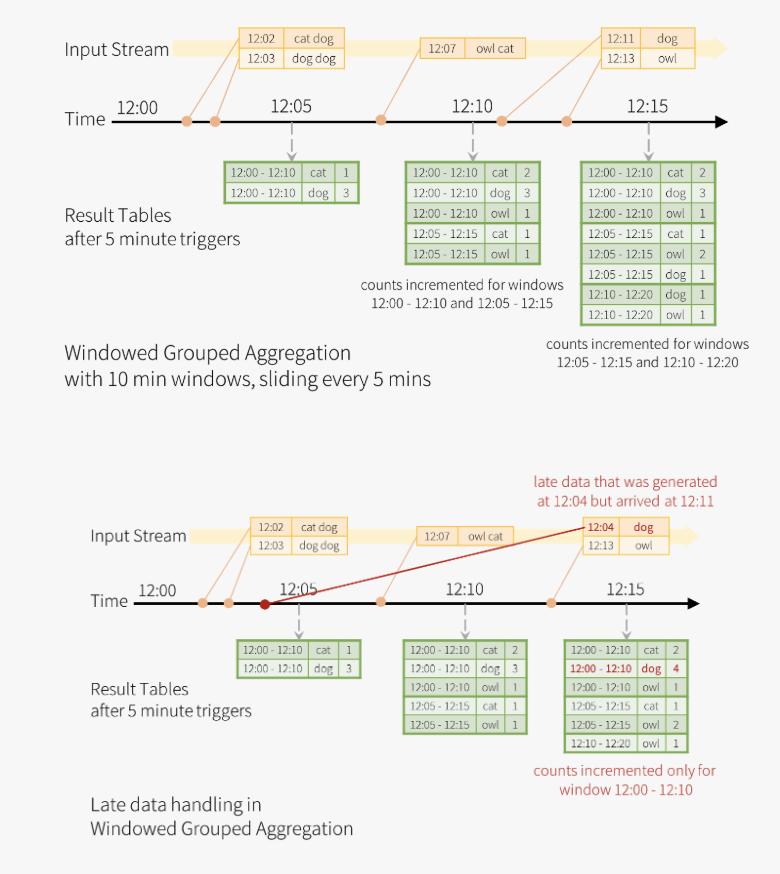 12:02 cat dog
12:03 dog dog
12:07 owl cat
12:11 dog
12:13 owl
Input Stream
12:00
12:05
12:10
12:15
Time
12:00 - 12:10 cat 1
12:00 - 12:10 dog 3
12:00 - 12:10 cat 2
12:00 - 12:10 dog 3
12:00 - 12:10 owl 1
12:05 - 12:15 cat 1
12:05 - 12:15 owl 1
12:00 - 12:10 cat 2
12:00 - 12:10 dog 3
12:00 - 12:10 owl 1
12:05 - 12:15 cat 1
12:05 - 12:15 owl 2
12:05 - 12:15 dog 1
12:10 - 12:20 dog 1
12:10 - 12:20 owl 1
Result Tables
after 5 minute triggers
counts incremented for windows
12:00 - 12:10 and 12:05 - 12:15
counts incremented for windows
12:05 - 12:15 and 12:10 - 12:20
Windowed Grouped Aggregation
with 10 min windows, sliding every 5 mins
late data that was generated
at 12:04 but arrived at 12:11
12:02 cat dog
12:03 dog dog
12:07 owl cat
12:04 dog
12:13 owl
Input Stream
12:00
12:05
12:10
12:15
Time
12:00 - 12:10 cat 1
12:00 - 12:10 dog 3
12:00 - 12:10 cat 2
12:00 - 12:10 dog 3
12:00 - 12:10 owl 1
12:05 - 12:15 cat 1
12:05 - 12:15 owl 1
12:00 - 12:10 cat 2
12:00 - 12:10 dog 4
12:00 - 12:10 owl 1
12:05 - 12:15 cat 1
12:05 - 12:15 owl 2
12:10 - 12:20 owl 1
Result Tables
after 5 minute triggers
counts incremented only for
window 12:00 - 12:10
Late data handling in
Windowed Grouped Aggregation